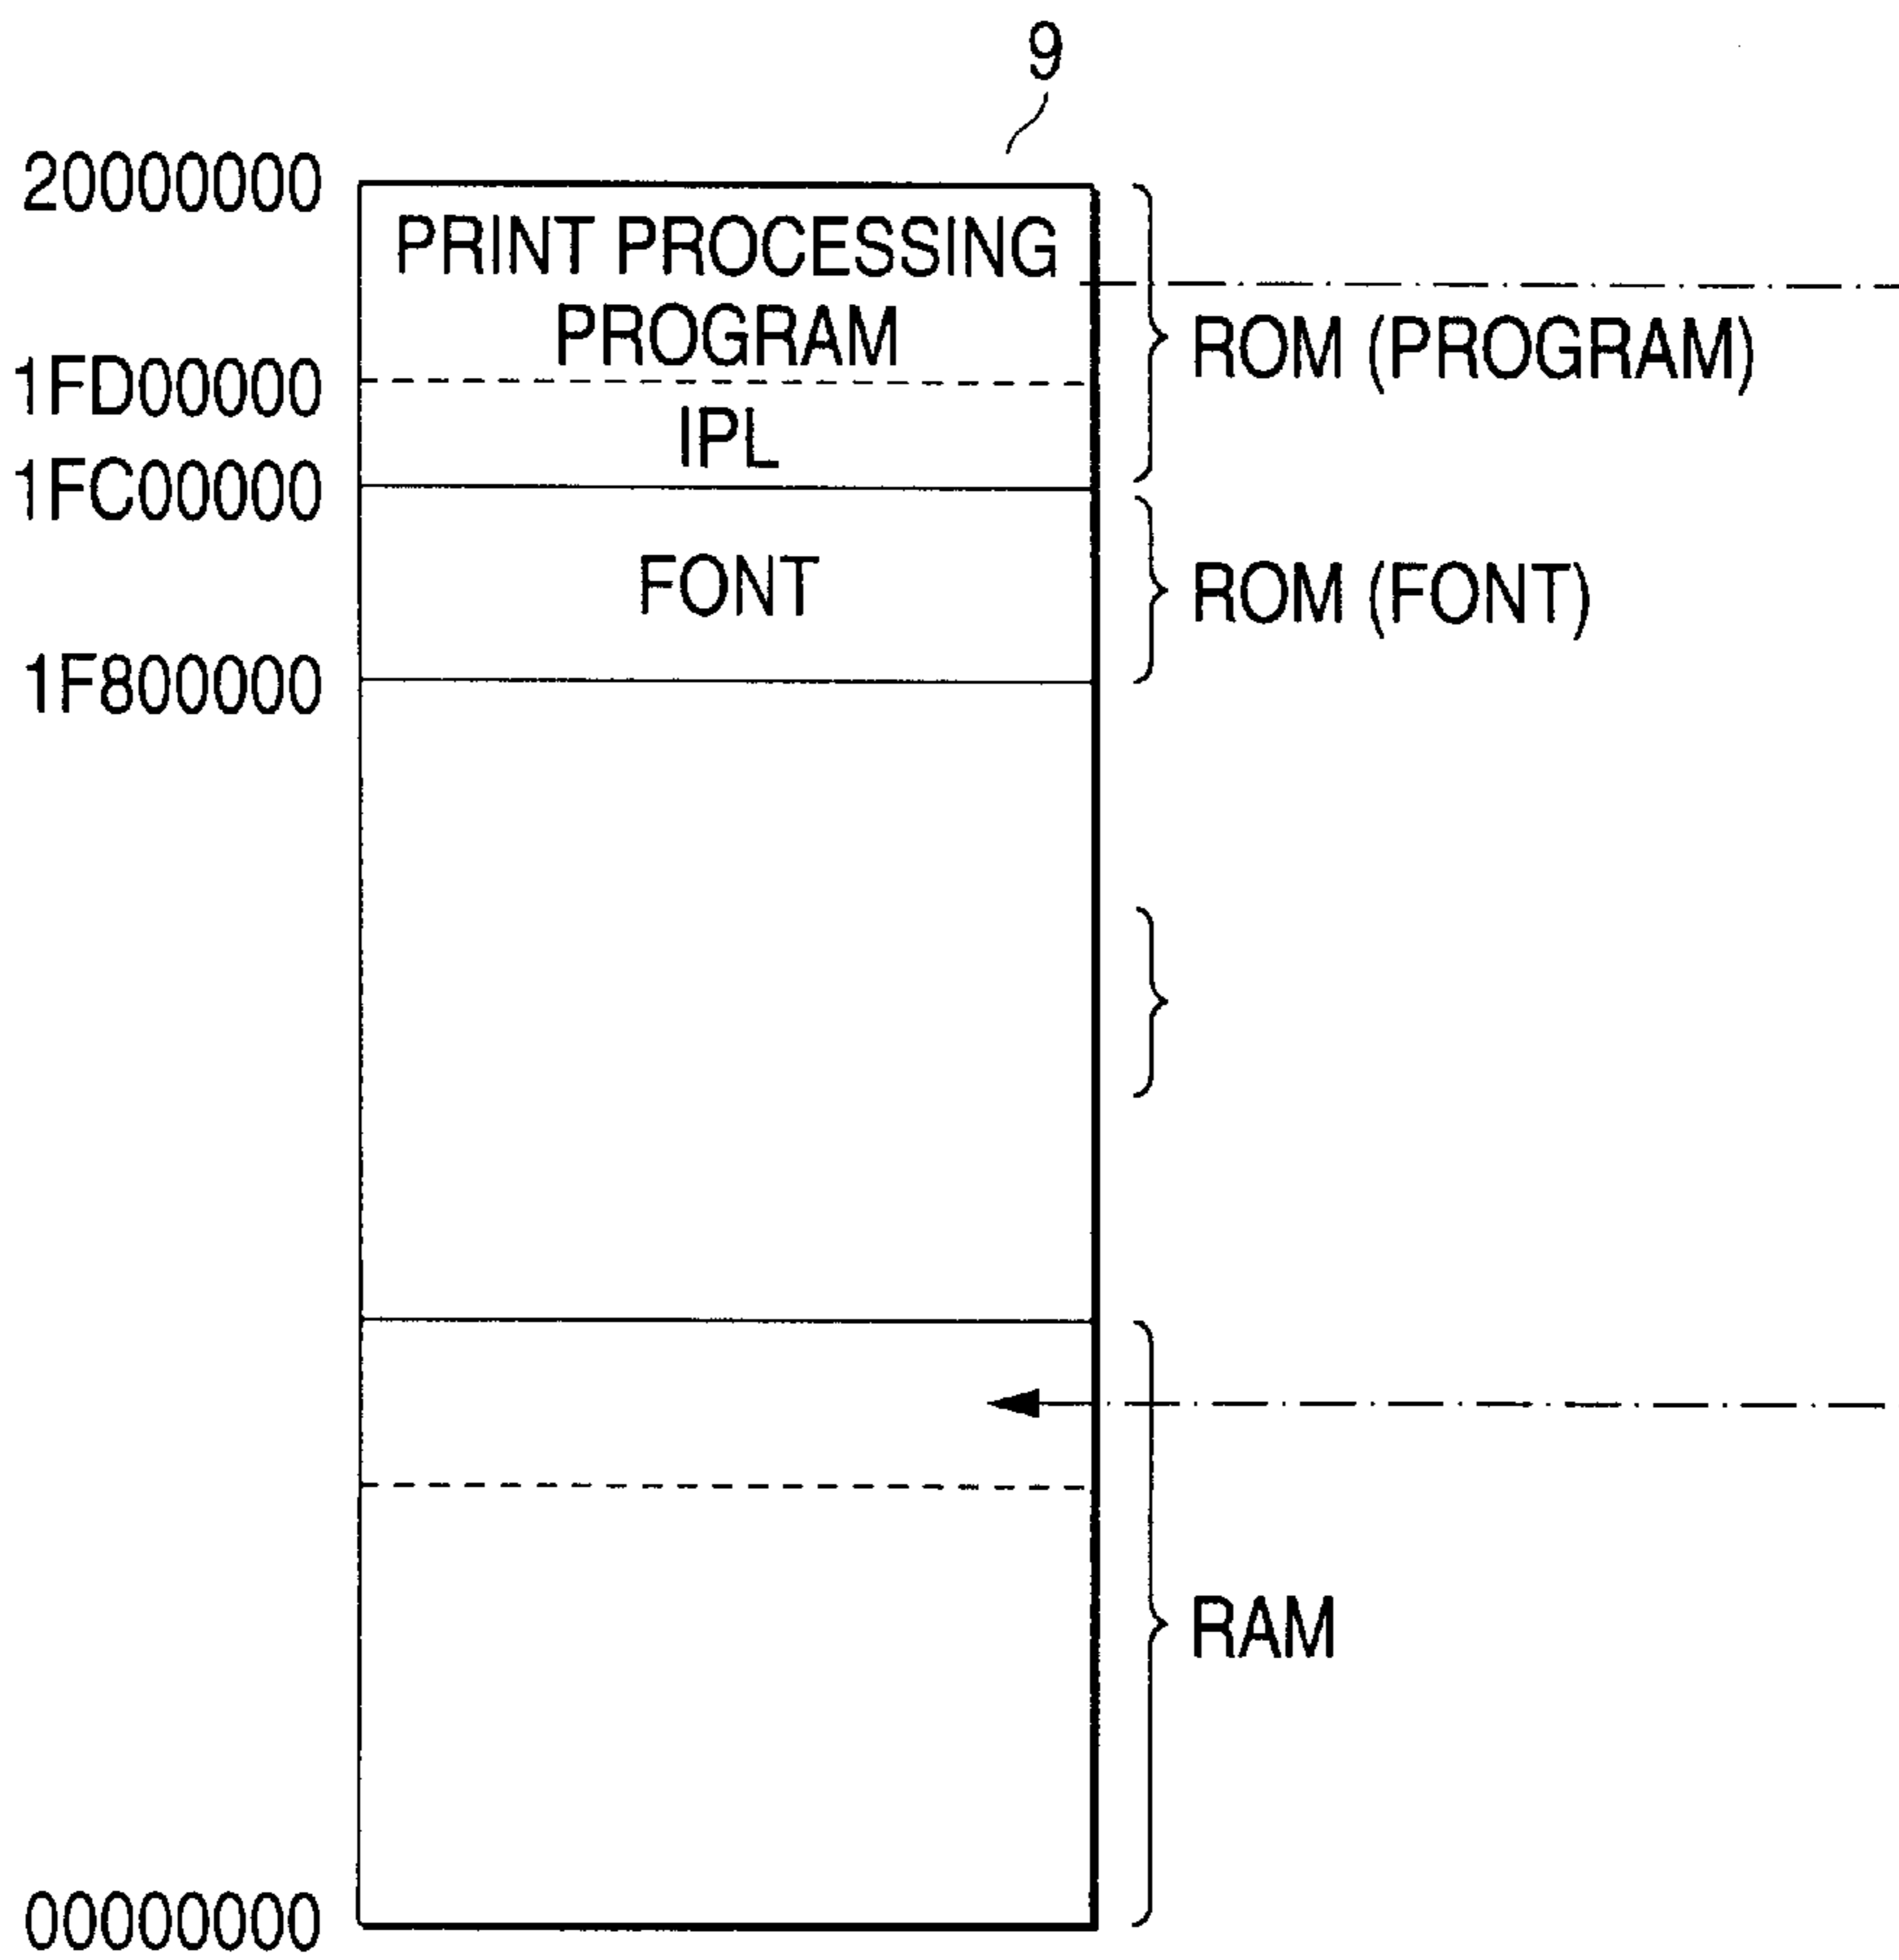 9
20000000
PRINT PROCESSING
PROGRAM
ROM (PROGRAM)
1FD00000
IPL
1FC00000
FONT
ROM (FONT)
1F800000
RAM
00000000